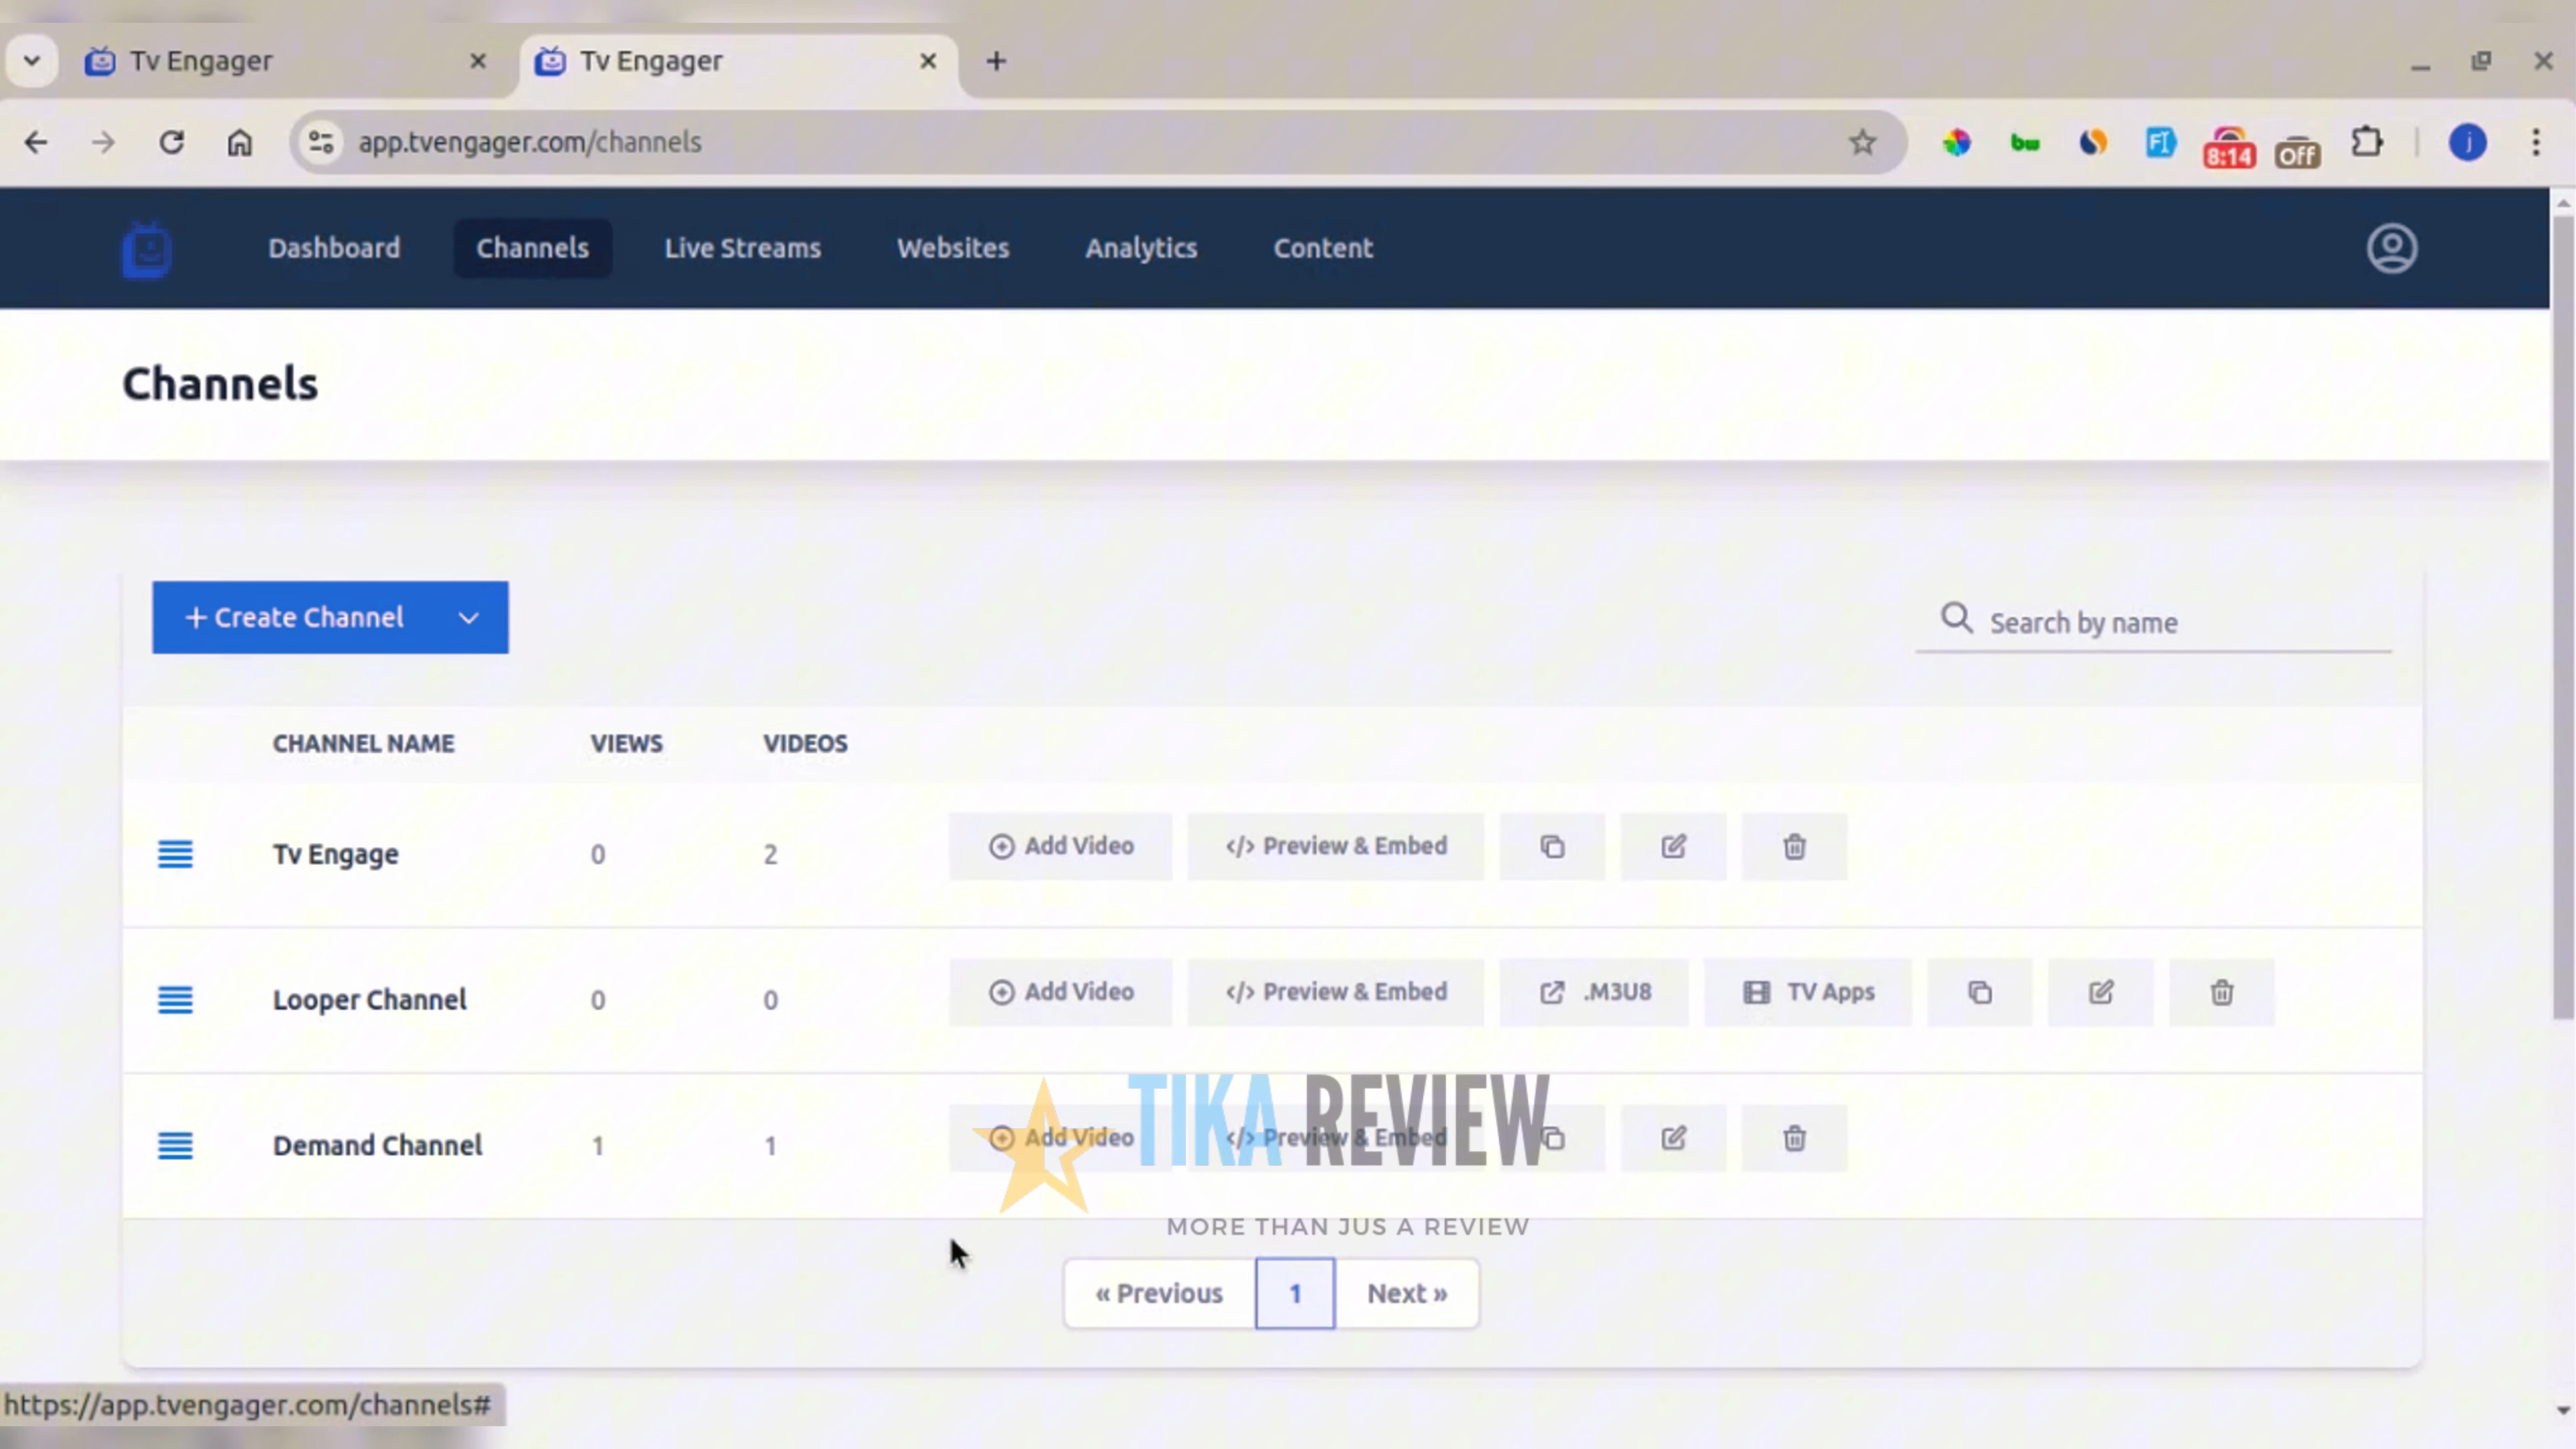 Tv Engager
Tv Engager
app.tvengager.com/channels
bw
FI
8:14
Off
j
Dashboard
Channels
Live Streams
Websites
Analytics
Content
Channels
+ Create Channel
Search by name
CHANNEL NAME
VIEWS
VIDEOS
Tv Engage
0
2
Add Video
</> Preview & Embed
Looper Channel
0
0
Add Video
</> Preview & Embed
.M3U8
TV Apps
Demand Channel
1
1
Add Video
</> Preview & Embed
TIKA REVIEW
MORE THAN JUS A REVIEW
« Previous
1
Next »
https://app.tvengager.com/channels#